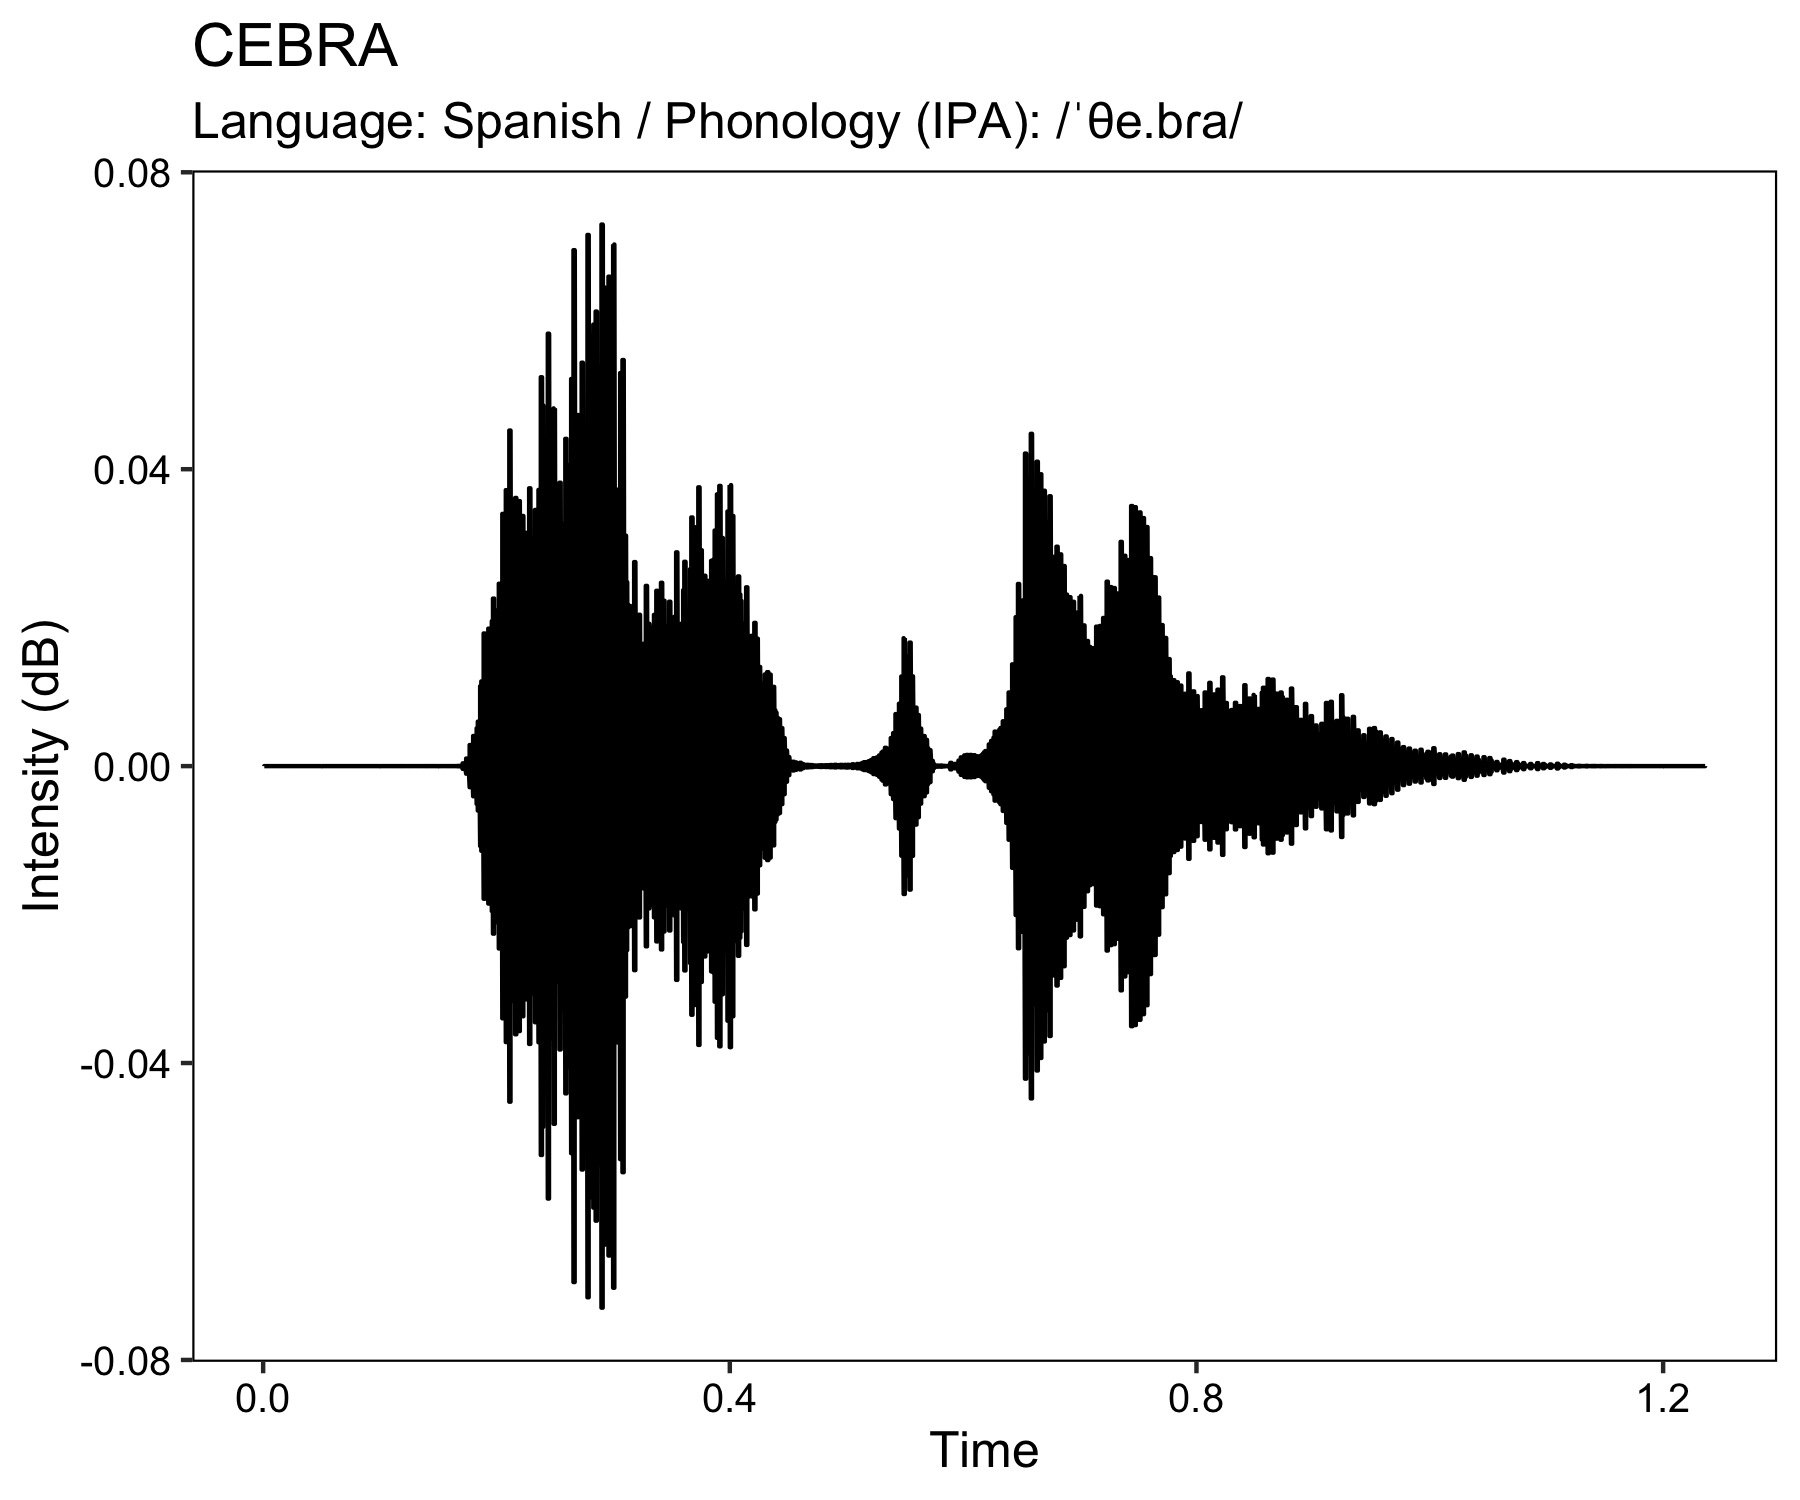 CEBRA
Language: Spanish / Phonology (IPA): /ˈθe.bɾa/
0.08
0.04
0.00
-0.04
-0.08
Intensity (dB)
0.0 0.4 0.8 1.2
Time